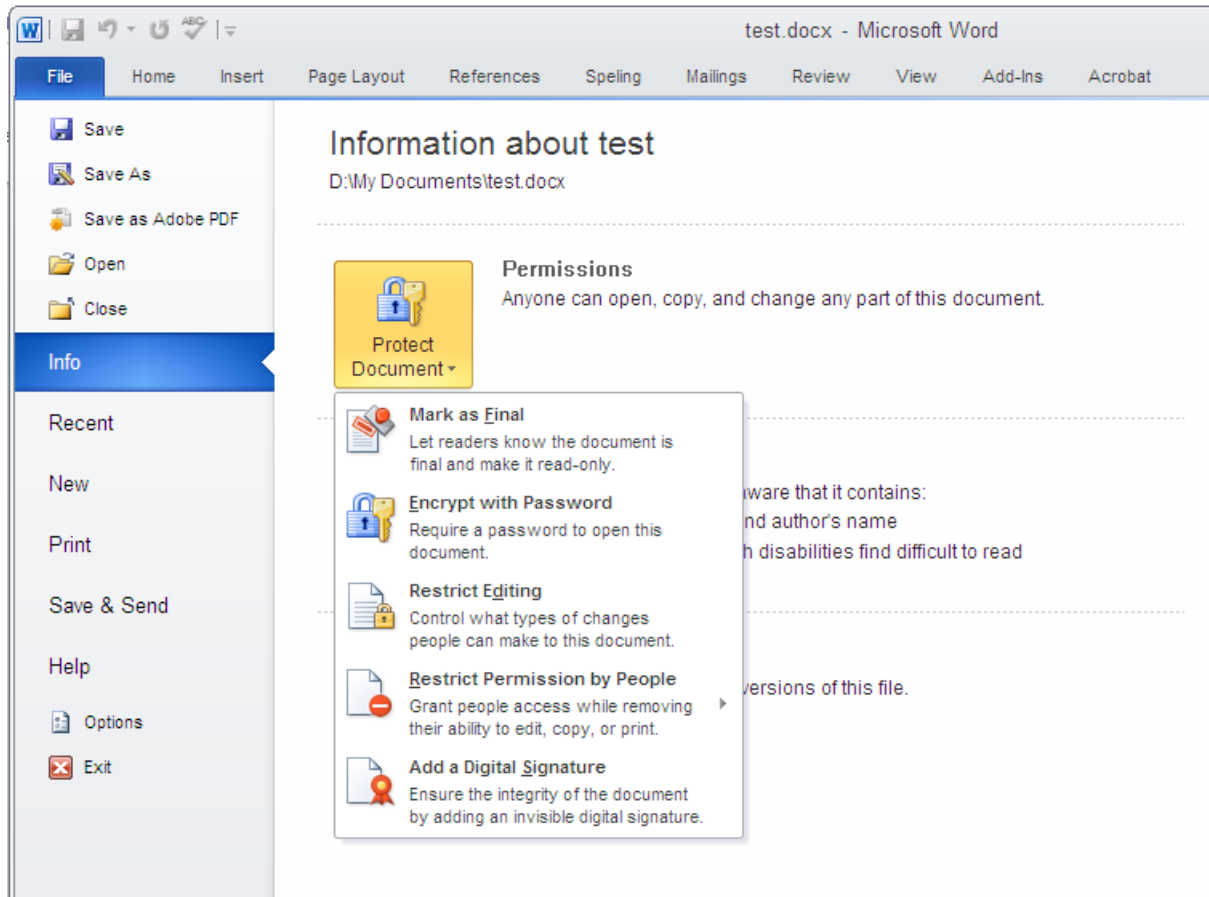 W ABC test.docx - Microsoft Word
File Home Insert Page Layout References Speling Mailings Review View Add-Ins Acrobat
Save
Save As
Save as Adobe PDF
Open
Close
Info
Recent
New
Print
Save & Send
Help
Options
Exit
Information about test
D:\My Documents\test.docx
Permissions
Anyone can open, copy, and change any part of this document.
Protect
Document
Mark as Final
Let readers know the document is
final and make it read-only.
Encrypt with Password
Require a password to open this
document.
Restrict Editing
Control what types of changes
people can make to this document.
Restrict Permission by People
Grant people access while removing
their ability to edit, copy, or print.
Add a Digital Signature
Ensure the integrity of the document
by adding an invisible digital signature.
that it contains:
author's name
disabilities find difficult to read
of this file.